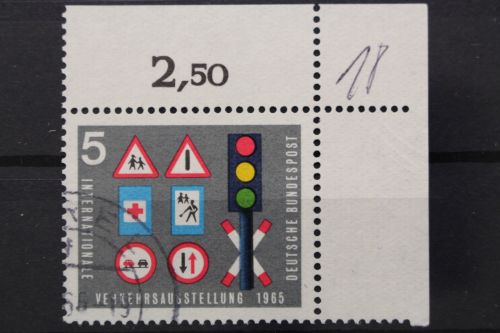 2,50
18
5
INTERNATIONALE
VERKEHRSAUSSTELLUNG 1965
DEUTSCHE BUNDESPOST